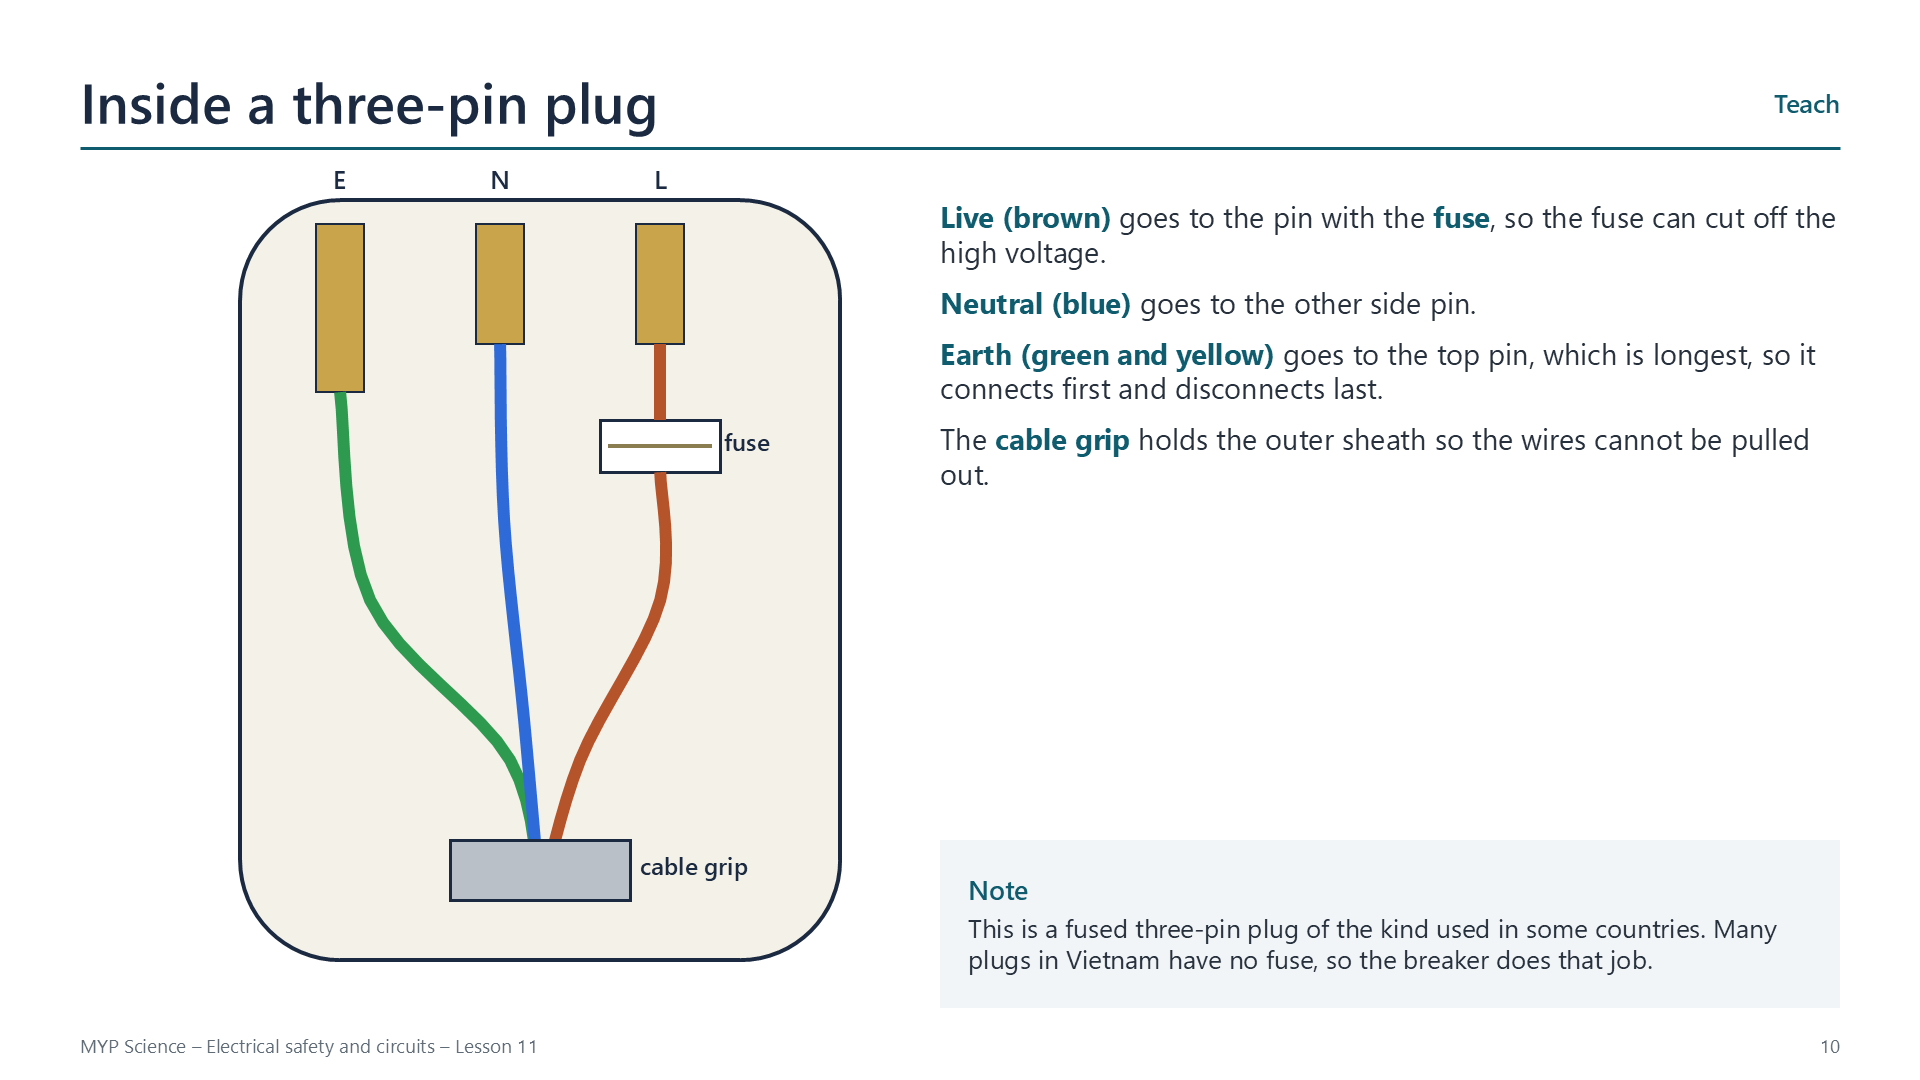 Inside a three-pin plug
Teach
E N L
fuse
cable grip
Live (brown) goes to the pin with the fuse, so the fuse can cut off the
high voltage.
Neutral (blue) goes to the other side pin.
Earth (green and yellow) goes to the top pin, which is longest, so it
connects first and disconnects last.
The cable grip holds the outer sheath so the wires cannot be pulled
out.
Note
This is a fused three-pin plug of the kind used in some countries. Many
plugs in Vietnam have no fuse, so the breaker does that job.
MYP Science – Electrical safety and circuits – Lesson 11
10